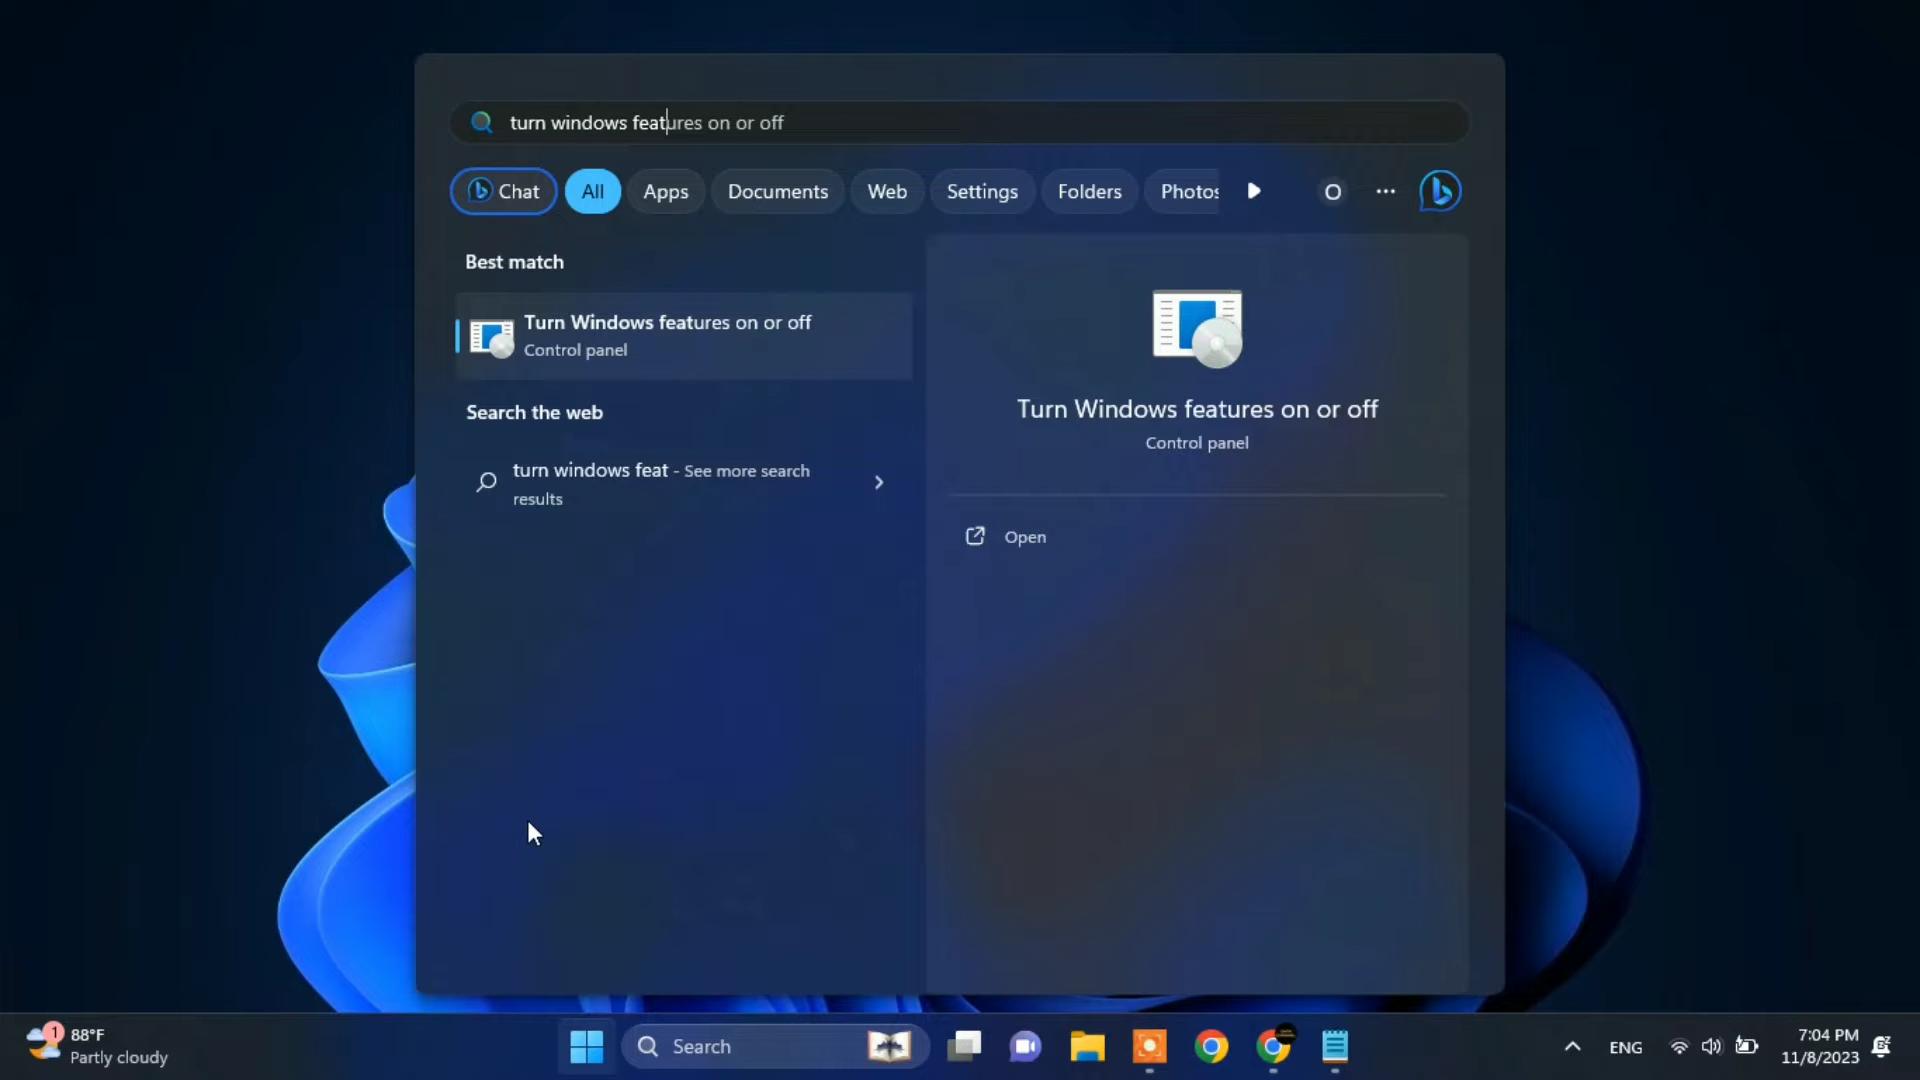 turn windows features on or off
Chat
All
Apps
Documents
Web
Settings
Folders
Photos
O
Best match
Turn Windows features on or off
Control panel
Search the web
turn windows feat - See more search
results
Turn Windows features on or off
Control panel
Open
1
88°F
Partly cloudy
Search
ENG
7:04 PM
11/8/2023